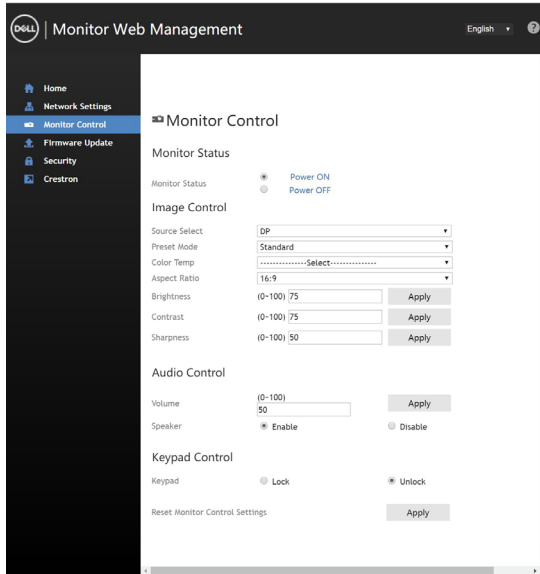 DELL | Monitor Web Management
English
?
Home
Network Settings
Monitor Control
Firmware Update
Security
Crestron
Monitor Control
Monitor Status
Monitor Status Power ON
Power OFF
Image Control
Source Select DP
Preset Mode Standard
Color Temp ---------------Select---------------
Aspect Ratio 16:9
Brightness (0~100) 75 Apply
Contrast (0~100) 75 Apply
Sharpness (0~100) 50 Apply
Audio Control
(0~100)
Volume 50 Apply
Speaker Enable Disable
Keypad Control
Keypad Lock Unlock
Reset Monitor Control Settings Apply